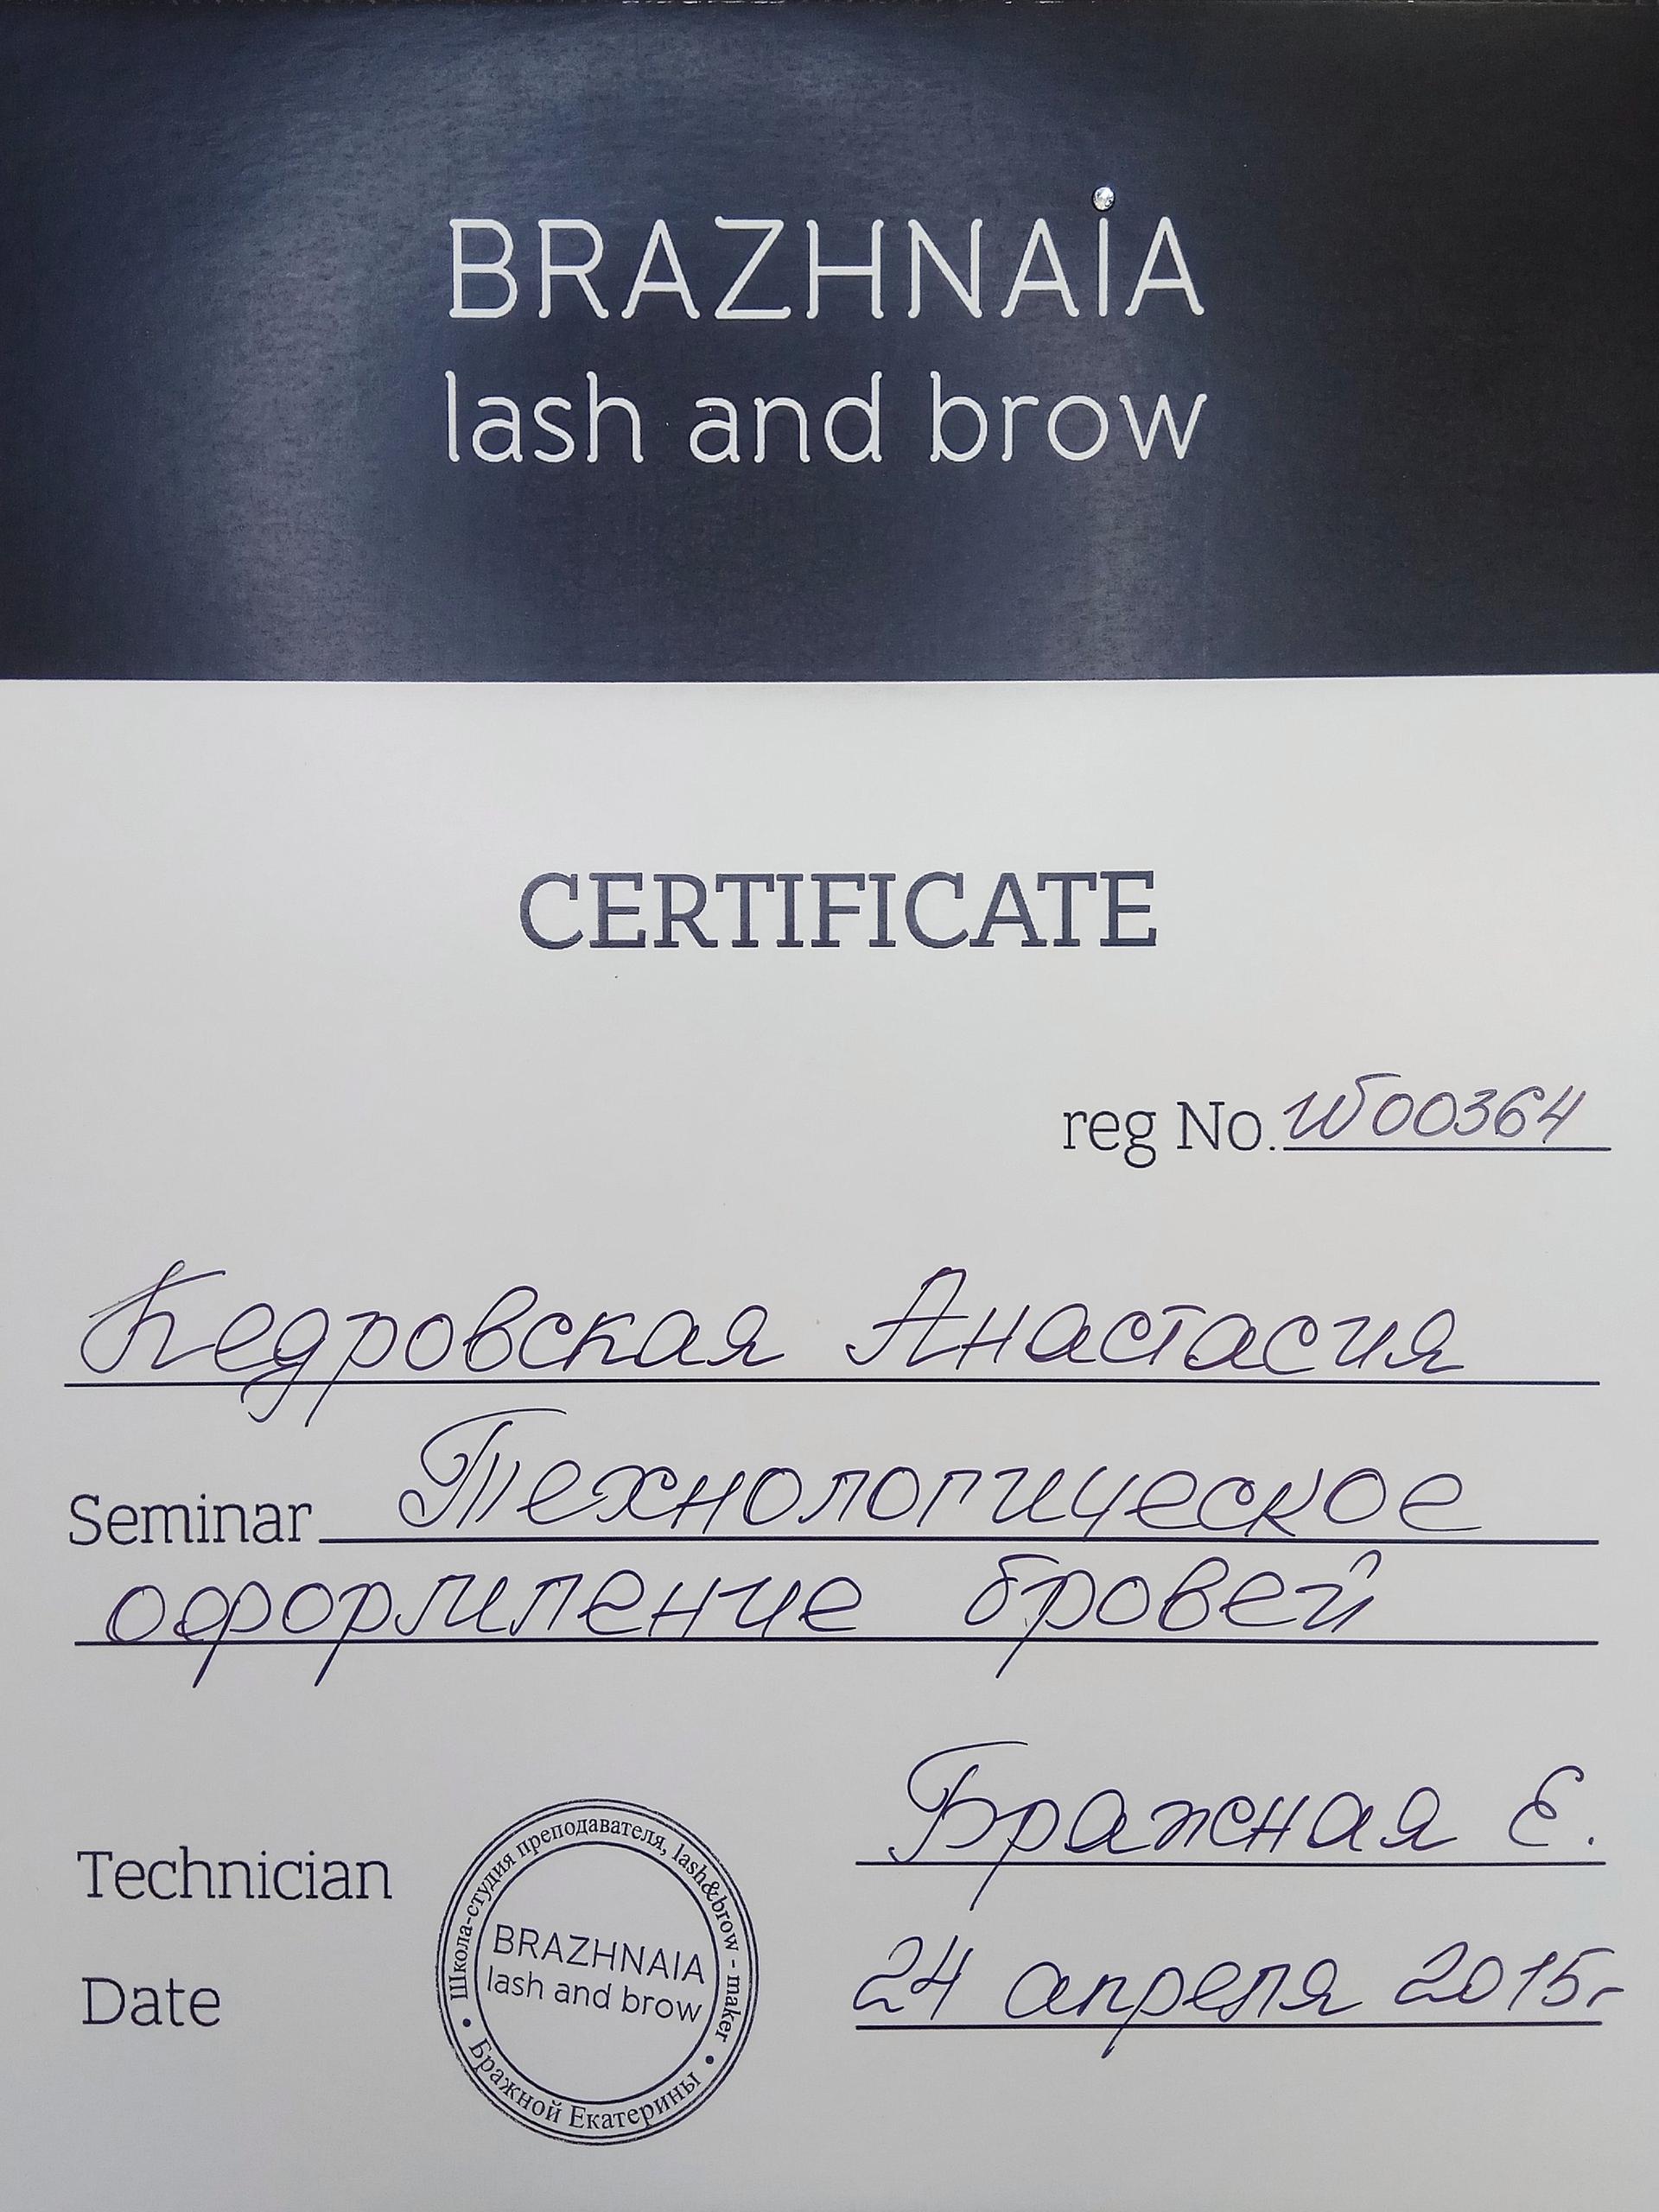 BRAZHNAIA
lash and brow
CERTIFICATE
reg No. W00364
Кедровская Анастасия
Seminar Технологическое
оформление бровей
Technician Бражная Е.
Date 24 апреля 2015г
Школа-студия преподавателя, lash&brow - maker
• Бражной Екатерины •
BRAZHNAIA
lash and brow